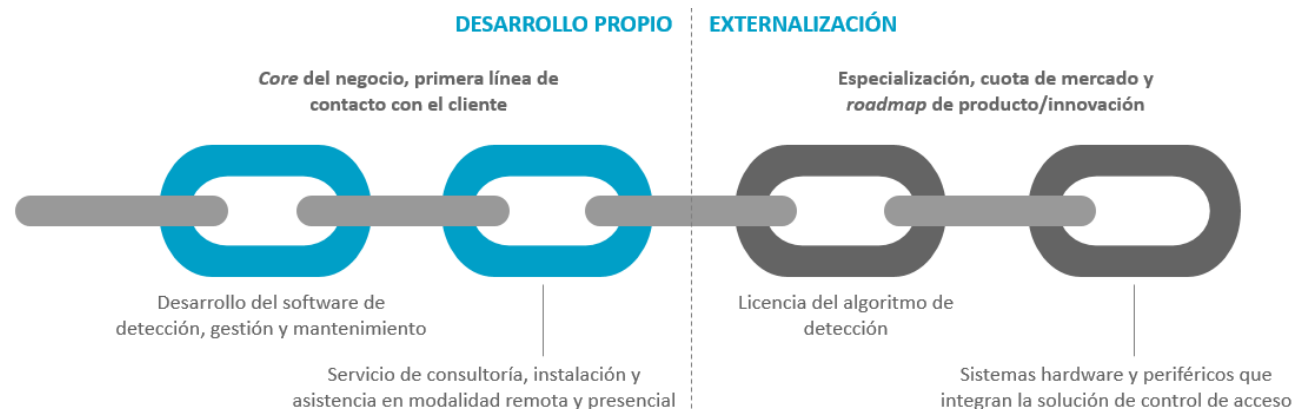 DESARROLLO PROPIO
EXTERNALIZACIÓN
Core del negocio, primera línea de
contacto con el cliente
Especialización, cuota de mercado y
roadmap de producto/innovación
Desarrollo del software de
detección, gestión y mantenimiento
Servicio de consultoría, instalación y
asistencia en modalidad remota y presencial
Licencia del algoritmo de
detección
Sistemas hardware y periféricos que
integran la solución de control de acceso